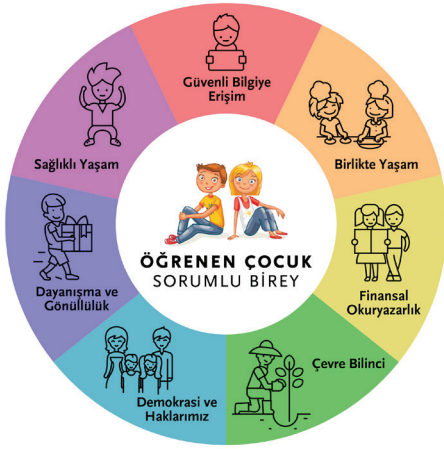 Güvenli Bilgiye
Erişim
Birlikte Yaşam
Finansal
Okuryazarlık
Çevre Bilinci
Demokrasi ve
Haklarımız
Dayanışma ve
Gönüllülük
Sağlıklı Yaşam
ÖĞRENEN ÇOCUK
SORUMLU BİREY